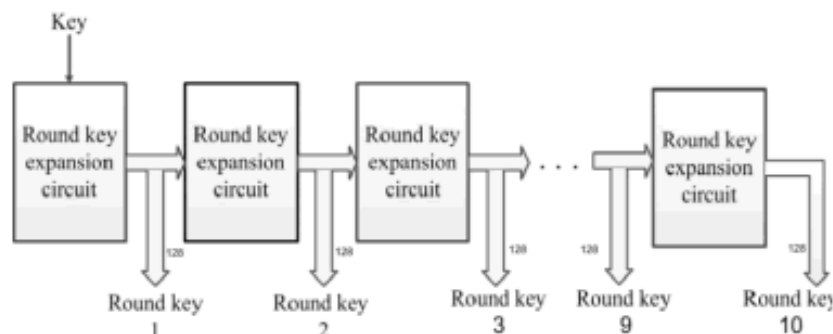 Key
Round key
expansion
circuit
Round key
expansion
circuit
Round key
expansion
circuit
. . .
Round key
expansion
circuit
128
128
128
128
128
Round key
1
Round key
2
Round key
3
Round key
9
Round key
10